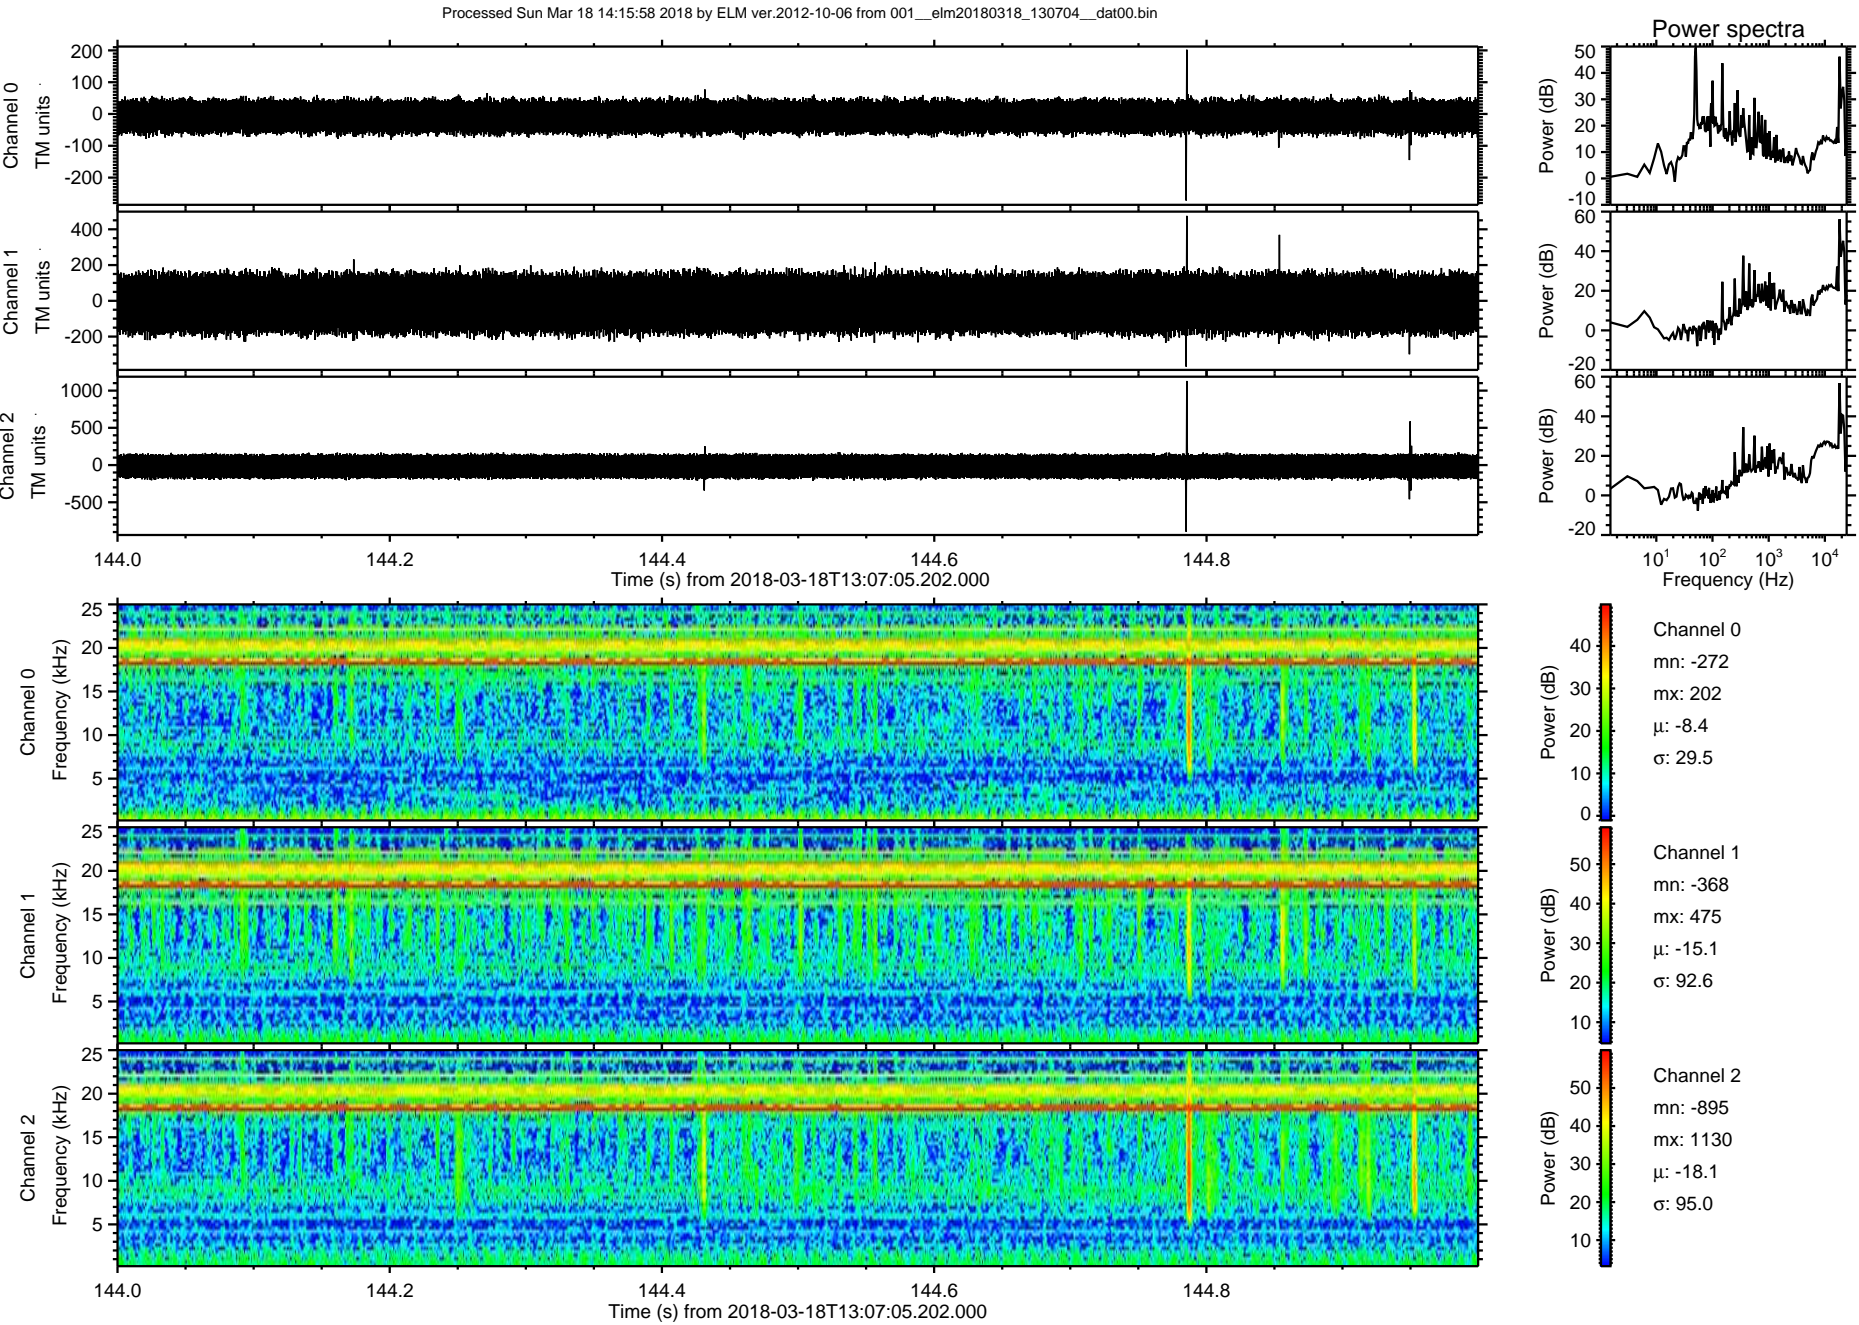 Processed Sun Mar 18 14:15:58 2018 by ELM ver.2012-10-06 from 001__elm20180318_130704__dat00.bin
Power spectra
Channel 0
TM units
200
100
0
-100
-200
Power (dB)
50
40
30
20
10
0
-10
Channel 1
TM units
400
200
0
-200
Power (dB)
60
40
20
0
-20
Channel 2
TM units
1000
500
0
-500
Power (dB)
60
40
20
0
-20
144.0 144.2 144.4 144.6 144.8
Time (s) from 2018-03-18T13:07:05.202.000
10^1 10^2 10^3 10^4
Frequency (Hz)
Channel 0
Frequency (kHz)
25
20
15
10
5
Power (dB)
40
30
20
10
0
Channel 0
mn: -272
mx: 202
μ: -8.4
σ: 29.5
Channel 1
Frequency (kHz)
25
20
15
10
5
Power (dB)
50
40
30
20
10
Channel 1
mn: -368
mx: 475
μ: -15.1
σ: 92.6
Channel 2
Frequency (kHz)
25
20
15
10
5
Power (dB)
50
40
30
20
10
Channel 2
mn: -895
mx: 1130
μ: -18.1
σ: 95.0
144.0 144.2 144.4 144.6 144.8
Time (s) from 2018-03-18T13:07:05.202.000